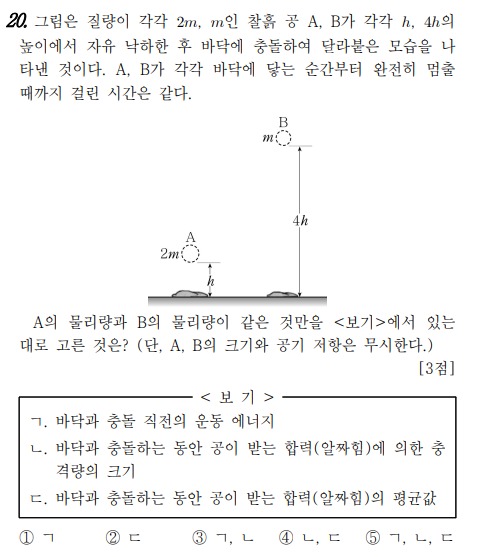 20. 그림은 질량이 각각 2m, m인 찰흙 공 A, B가 각각 h, 4h의
높이에서 자유 낙하한 후 바닥에 충돌하여 달라붙은 모습을 나
타낸 것이다. A, B가 각각 바닥에 닿는 순간부터 완전히 멈출
때까지 걸린 시간은 같다.
B
m
4h
A
2m
h
A의 물리량과 B의 물리량이 같은 것만을 <보기>에서 있는
대로 고른 것은? (단, A, B의 크기와 공기 저항은 무시한다.)
[3점]
< 보 기 >
ㄱ. 바닥과 충돌 직전의 운동 에너지
ㄴ. 바닥과 충돌하는 동안 공이 받는 합력(알짜힘)에 의한 충
격량의 크기
ㄷ. 바닥과 충돌하는 동안 공이 받는 합력(알짜힘)의 평균값
① ㄱ ② ㄷ ③ ㄱ, ㄴ ④ ㄴ, ㄷ ⑤ ㄱ, ㄴ, ㄷ